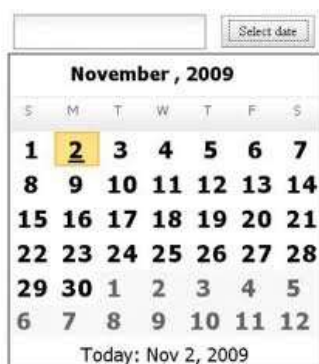 Select date
November , 2009
S M T W T F S
1 2 3 4 5 6 7
8 9 10 11 12 13 14
15 16 17 18 19 20 21
22 23 24 25 26 27 28
29 30 1 2 3 4 5
6 7 8 9 10 11 12
Today: Nov 2, 2009